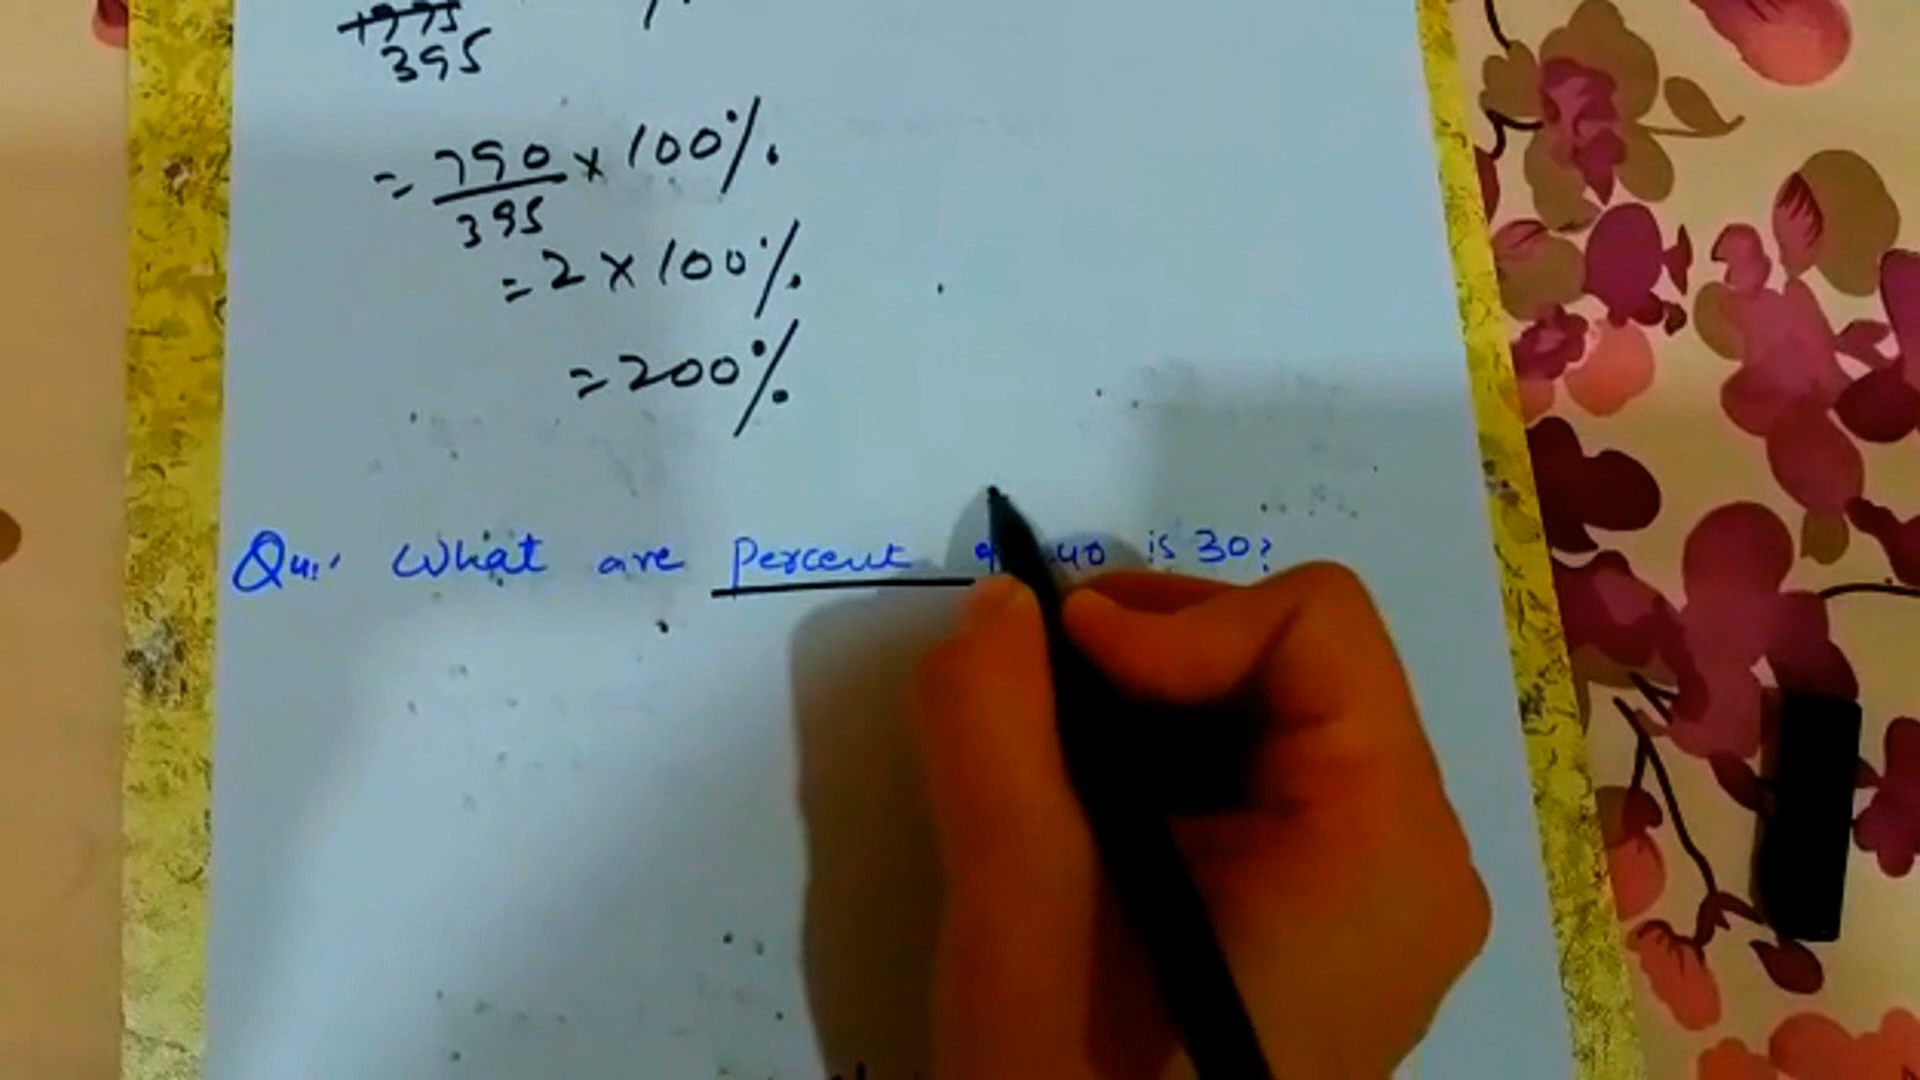 395
= 790/395 × 100%
= 2 × 100%
= 200%
Qu: What are percent 40 is 30?